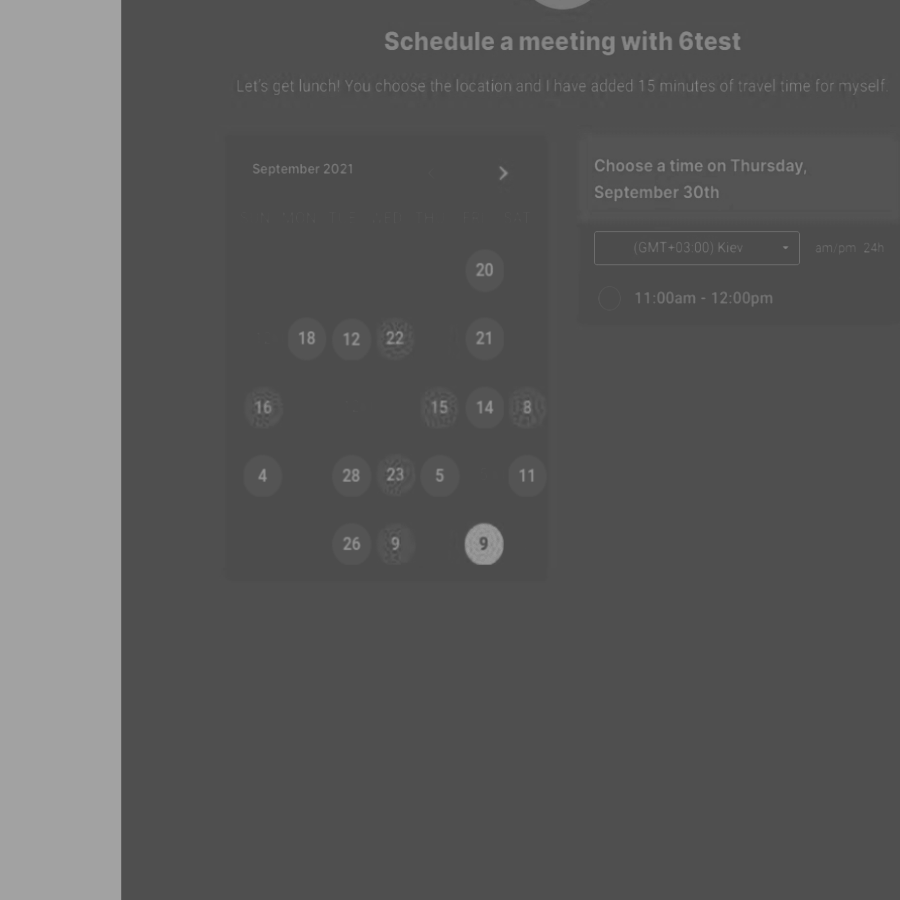 Schedule a meeting with 6test
Let's get lunch! You choose the location and I have added 15 minutes of travel time for myself.
September 2021
20
18 12 22 21
16 15 14 8
4 28 23 5 11
26 9 9
Choose a time on Thursday,
September 30th
(GMT+03:00) Kiev am/pm 24h
11:00am - 12:00pm